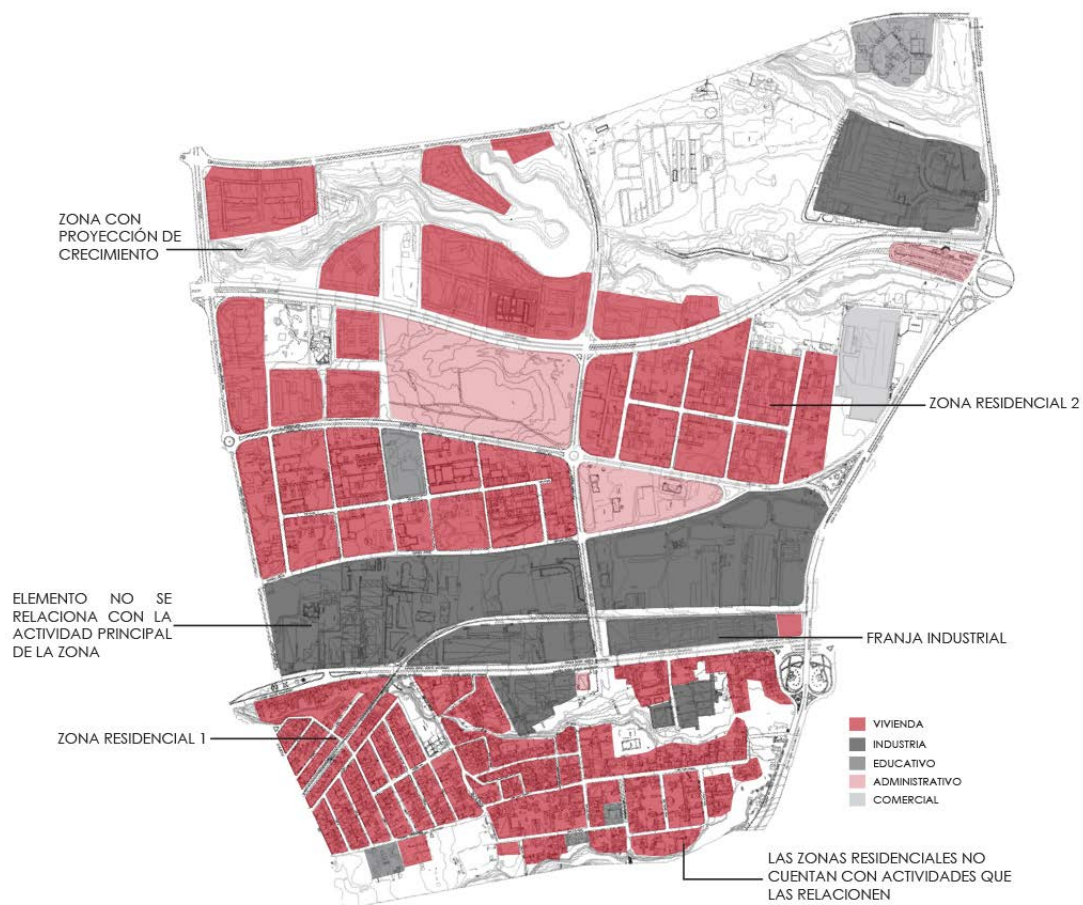 ZONA CON
PROYECCIÓN DE
CRECIMIENTO
ZONA RESIDENCIAL 2
ELEMENTO NO SE
RELACIONA CON LA
ACTIVIDAD PRINCIPAL
DE LA ZONA
FRANJA INDUSTRIAL
ZONA RESIDENCIAL 1
VIVIENDA
INDUSTRIA
EDUCATIVO
ADMINISTRATIVO
COMERCIAL
LAS ZONAS RESIDENCIALES NO
CUENTAN CON ACTIVIDADES QUE
LAS RELACIONEN